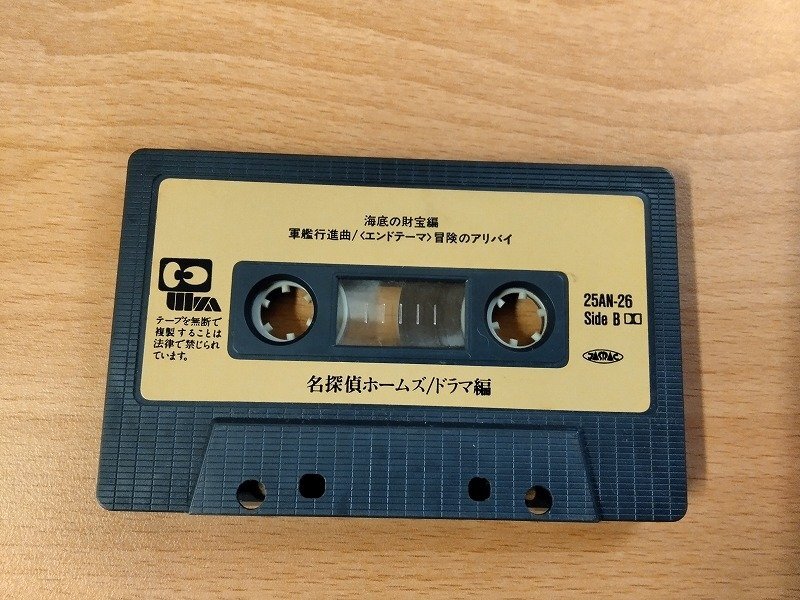 海底の財宝編
軍艦行進曲/〈エンドテーマ〉冒険のアリバイ
テープを無断で
複製することは
法律で禁じられ
ています。
25AN-26
Side B
JASRAC
名探偵ホームズ/ドラマ編